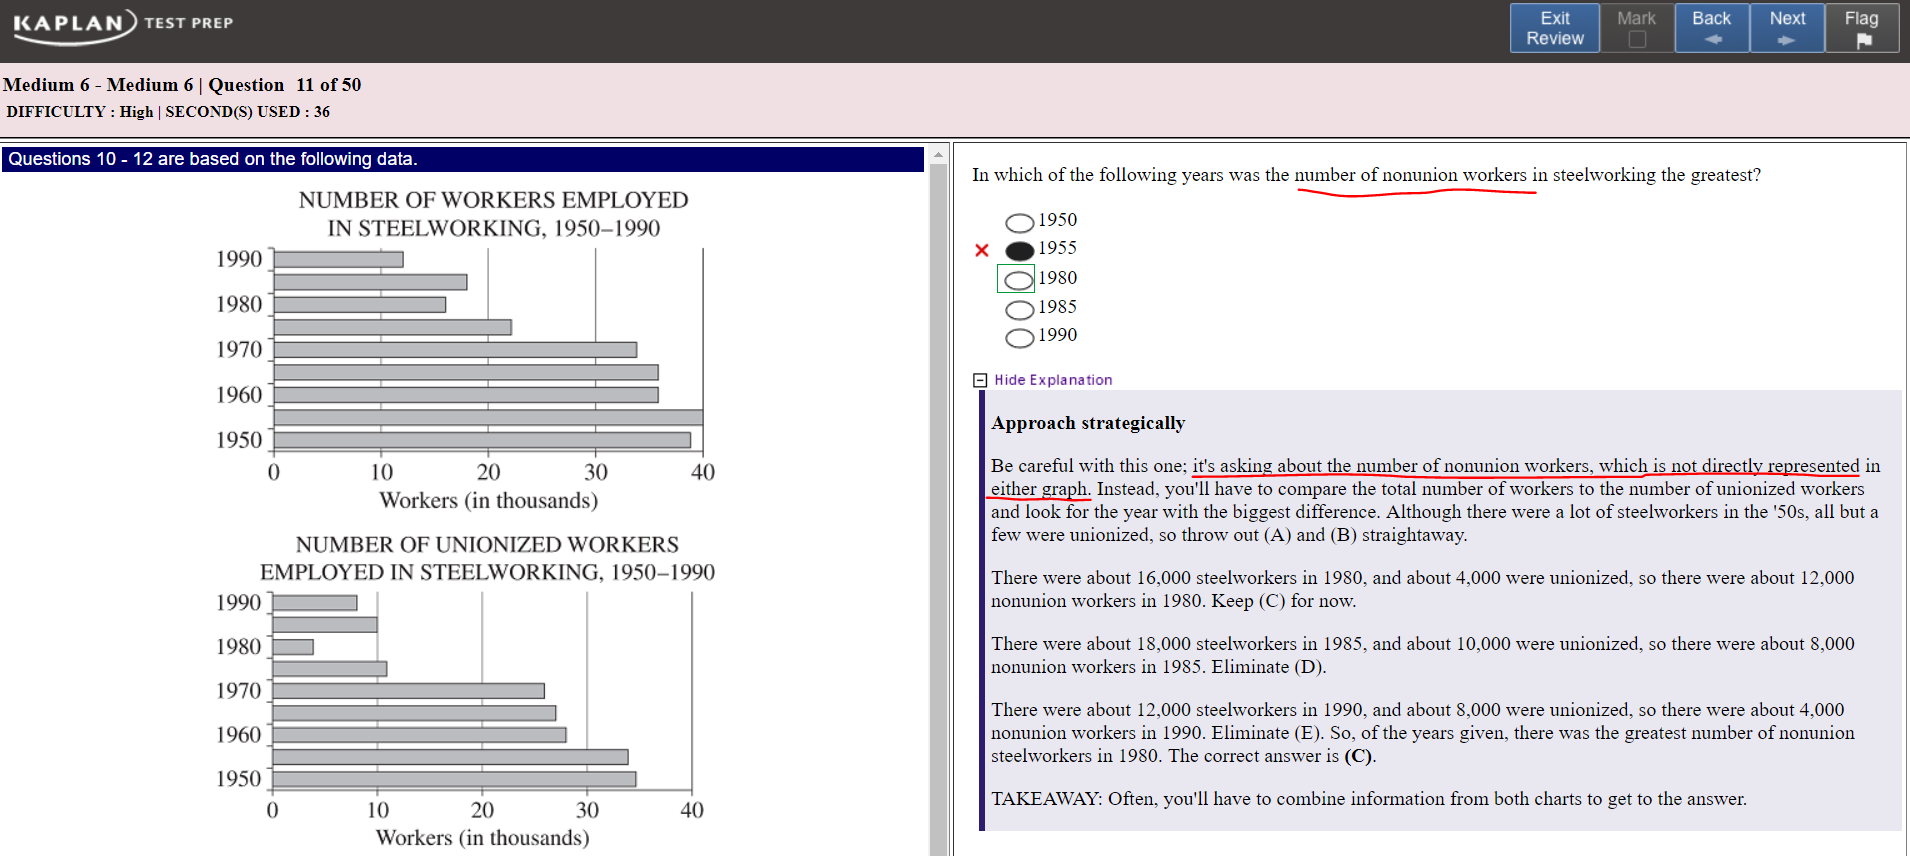 KAPLAN TEST PREP
Exit Review
Mark
Back
Next
Flag
Medium 6 - Medium 6 | Question 11 of 50
DIFFICULTY : High | SECOND(S) USED : 36
Questions 10 - 12 are based on the following data.
NUMBER OF WORKERS EMPLOYED
IN STEELWORKING, 1950–1990
1990
1980
1970
1960
1950
0 10 20 30 40
Workers (in thousands)
NUMBER OF UNIONIZED WORKERS
EMPLOYED IN STEELWORKING, 1950–1990
1990
1980
1970
1960
1950
0 10 20 30 40
Workers (in thousands)
In which of the following years was the number of nonunion workers in steelworking the greatest?
1950
1955
1980
1985
1990
Hide Explanation
Approach strategically
Be careful with this one; it's asking about the number of nonunion workers, which is not directly represented in
either graph. Instead, you'll have to compare the total number of workers to the number of unionized workers
and look for the year with the biggest difference. Although there were a lot of steelworkers in the '50s, all but a
few were unionized, so throw out (A) and (B) straightaway.
There were about 16,000 steelworkers in 1980, and about 4,000 were unionized, so there were about 12,000
nonunion workers in 1980. Keep (C) for now.
There were about 18,000 steelworkers in 1985, and about 10,000 were unionized, so there were about 8,000
nonunion workers in 1985. Eliminate (D).
There were about 12,000 steelworkers in 1990, and about 8,000 were unionized, so there were about 4,000
nonunion workers in 1990. Eliminate (E). So, of the years given, there was the greatest number of nonunion
steelworkers in 1980. The correct answer is (C).
TAKEAWAY: Often, you'll have to combine information from both charts to get to the answer.